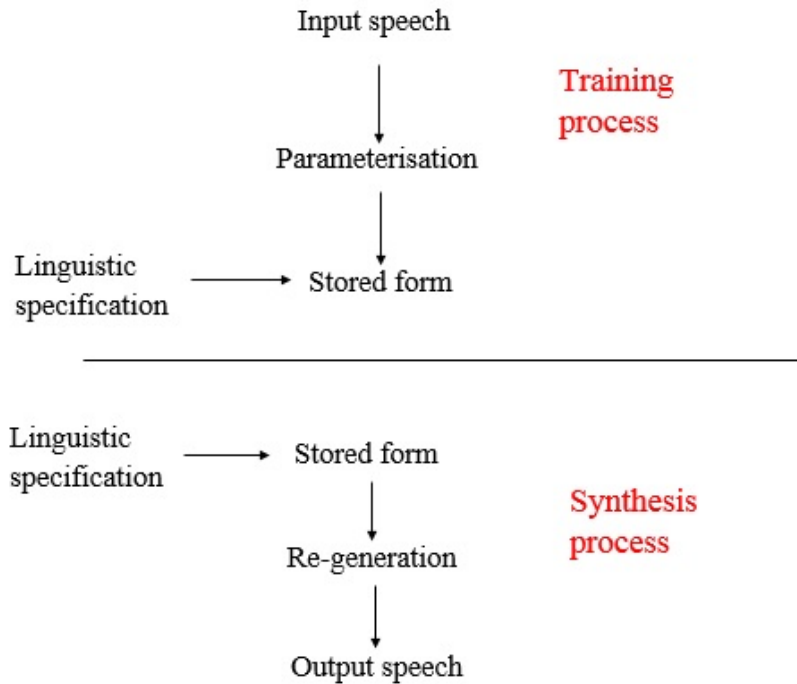 Input speech
Training
process
Parameterisation
Linguistic
specification
Stored form
Linguistic
specification
Stored form
Synthesis
process
Re-generation
Output speech